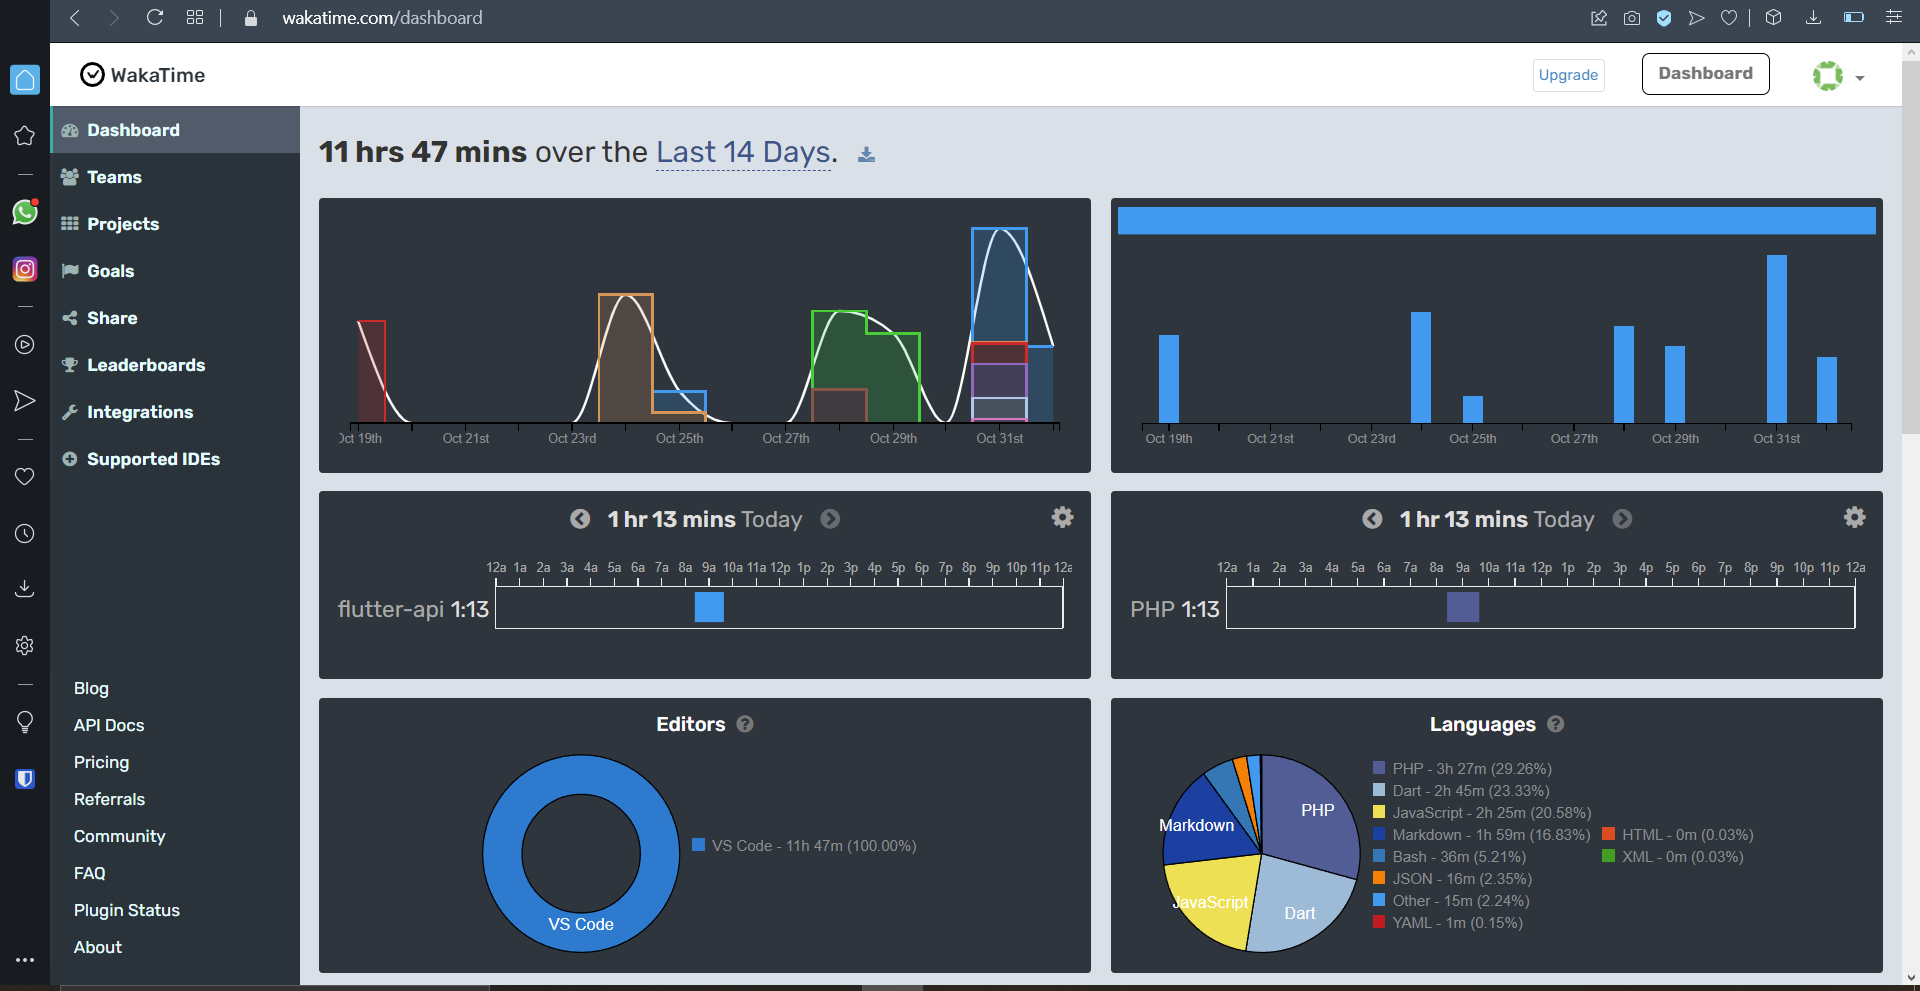 wakatime.com/dashboard
WakaTime
Upgrade
Dashboard
Dashboard
Teams
Projects
Goals
Share
Leaderboards
Integrations
Supported IDEs
Blog
API Docs
Pricing
Referrals
Community
FAQ
Plugin Status
About
11 hrs 47 mins over the Last 14 Days.
Oct 19th Oct 21st Oct 23rd Oct 25th Oct 27th Oct 29th Oct 31st
Oct 19th Oct 21st Oct 23rd Oct 25th Oct 27th Oct 29th Oct 31st
1 hr 13 mins Today
12a 1a 2a 3a 4a 5a 6a 7a 8a 9a 10a 11a 12p 1p 2p 3p 4p 5p 6p 7p 8p 9p 10p 11p 12a
flutter-api 1:13
1 hr 13 mins Today
12a 1a 2a 3a 4a 5a 6a 7a 8a 9a 10a 11a 12p 1p 2p 3p 4p 5p 6p 7p 8p 9p 10p 11p 12a
PHP 1:13
Editors
VS Code - 11h 47m (100.00%)
VS Code
Languages
PHP
Markdown
JavaScript
Dart
PHP - 3h 27m (29.26%)
Dart - 2h 45m (23.33%)
JavaScript - 2h 25m (20.58%)
Markdown - 1h 59m (16.83%)
Bash - 36m (5.21%)
JSON - 16m (2.35%)
Other - 15m (2.24%)
YAML - 1m (0.15%)
HTML - 0m (0.03%)
XML - 0m (0.03%)